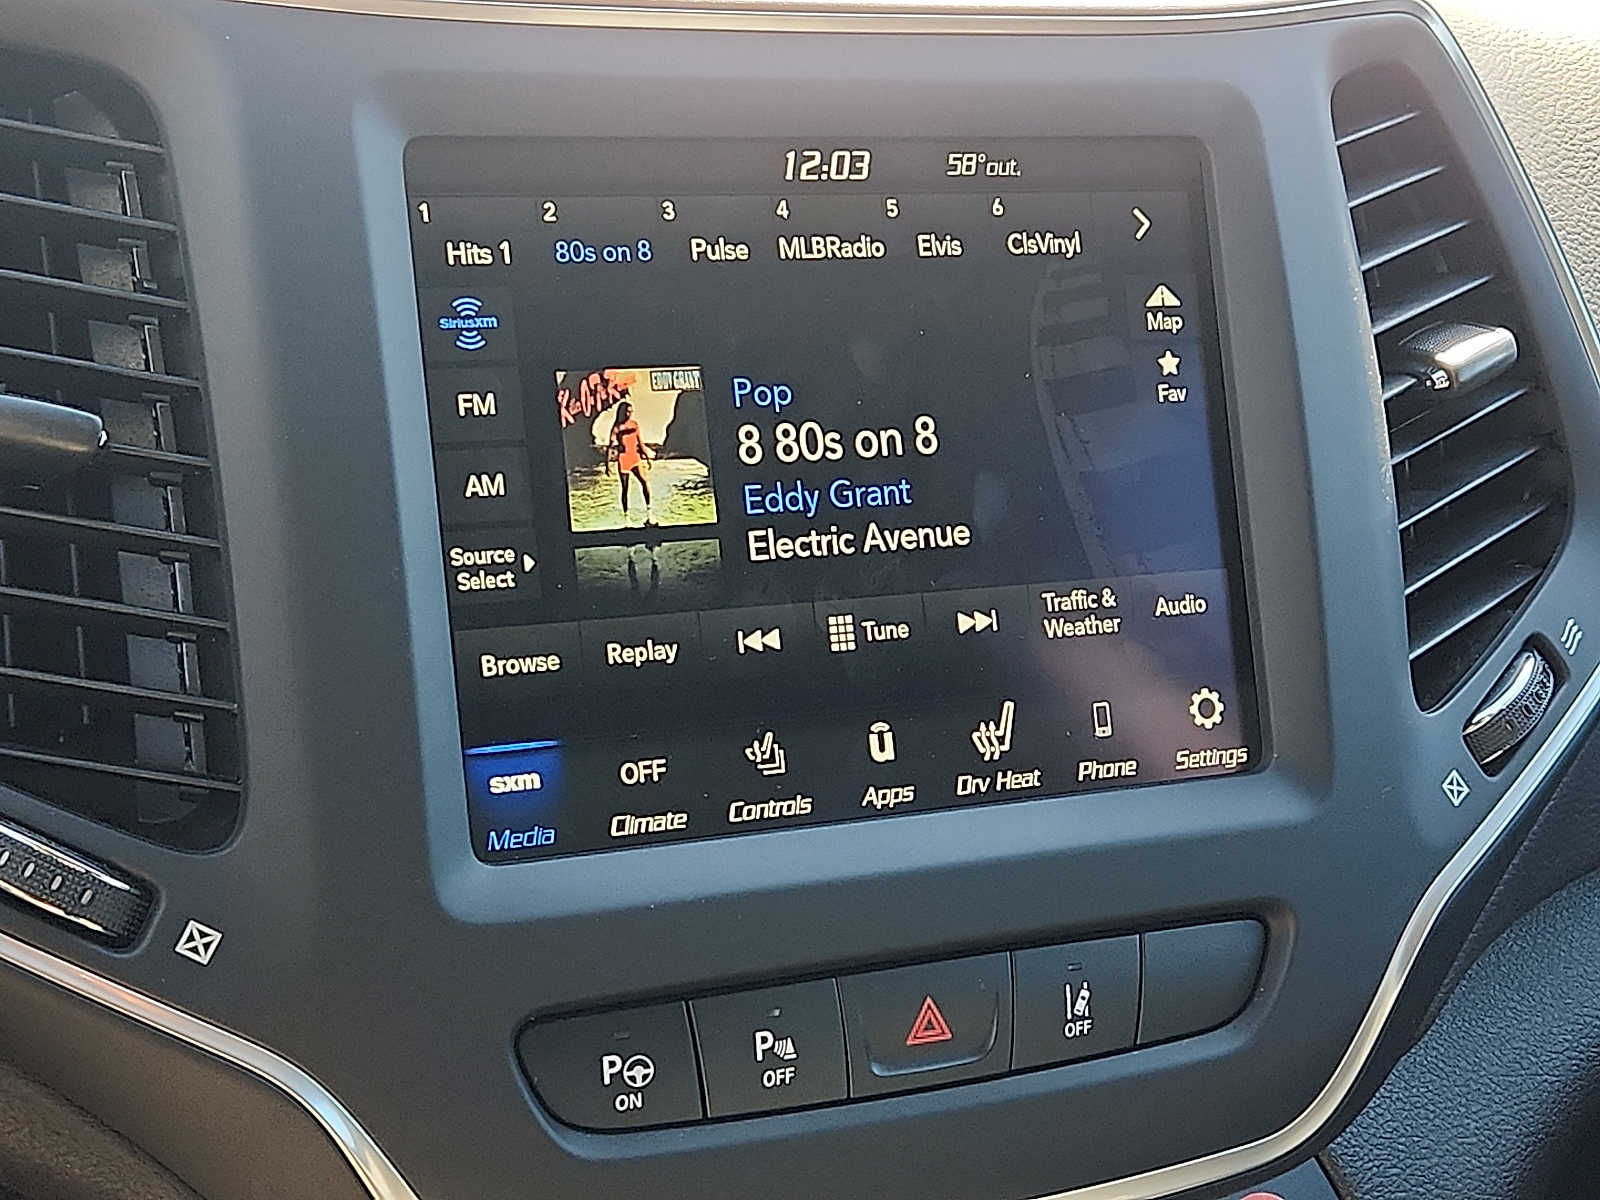 12:03 58°out.
1 2 3 4 5 6
Hits 1 80s on 8 Pulse MLBRadio Elvis ClsVinyl
SiriusXM
Map
Fav
FM
AM
Source
Select
EDDY GRANT
Pop
8 80s on 8
Eddy Grant
Electric Avenue
Browse Replay Tune Traffic &
Weather Audio
sxm OFF
Media Climate Controls Apps Drv Heat Phone Settings
P ON
P OFF
OFF